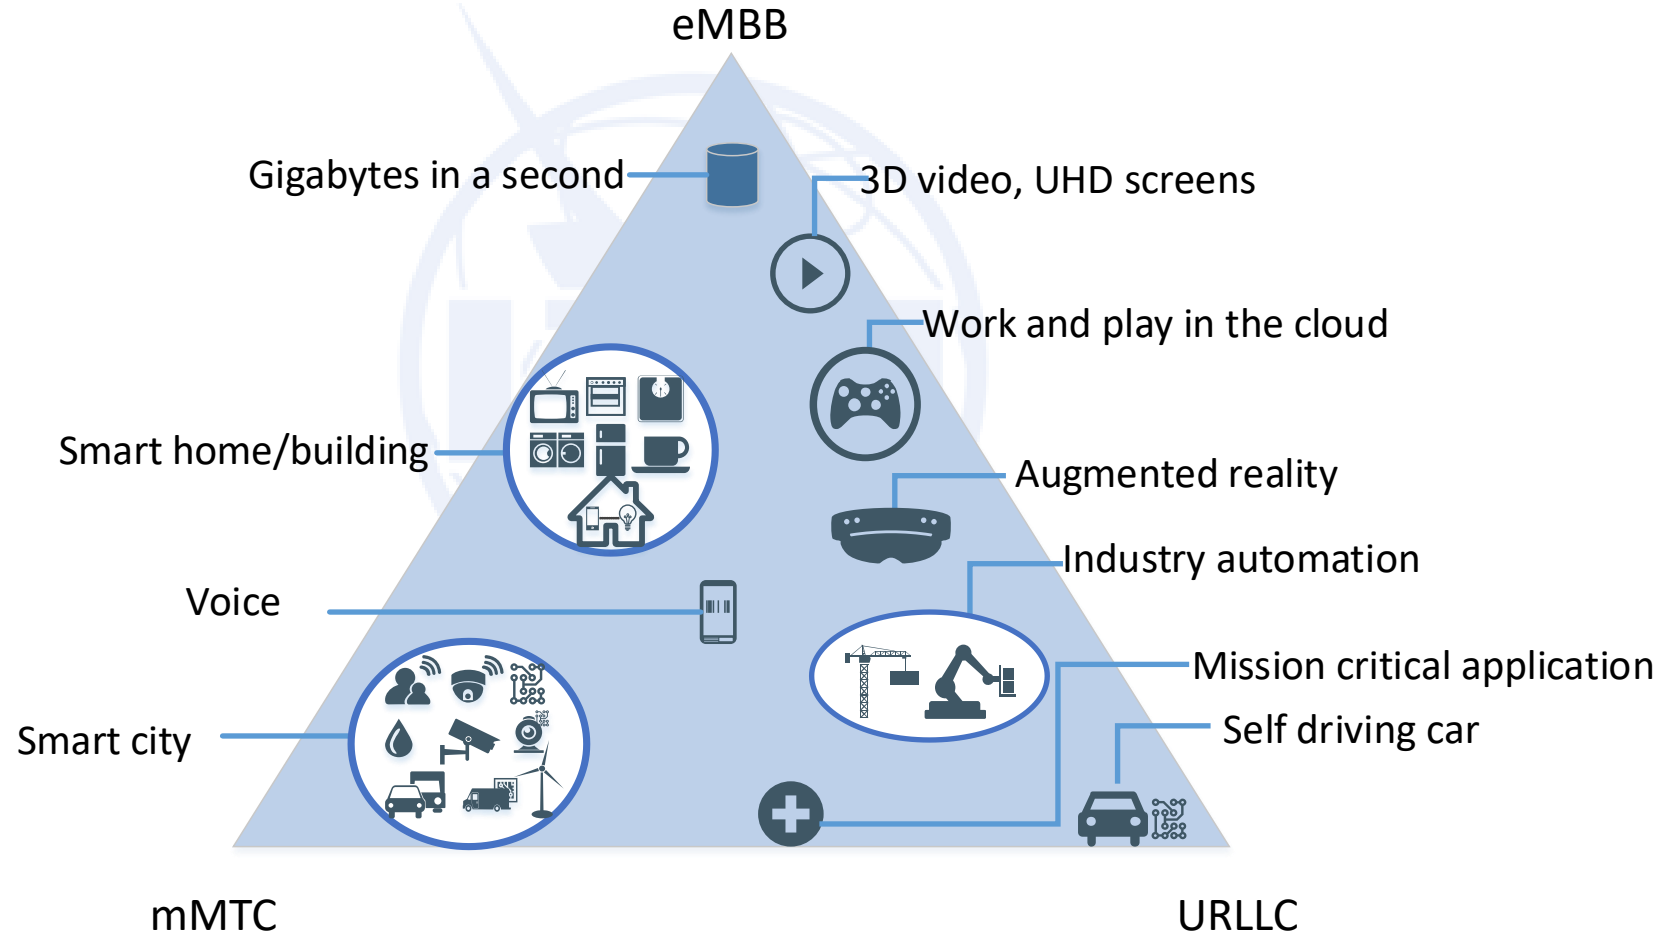 eMBB
Gigabytes in a second
3D video, UHD screens
Work and play in the cloud
Smart home/building
Augmented reality
Industry automation
Voice
Mission critical application
Smart city
Self driving car
mMTC
URLLC